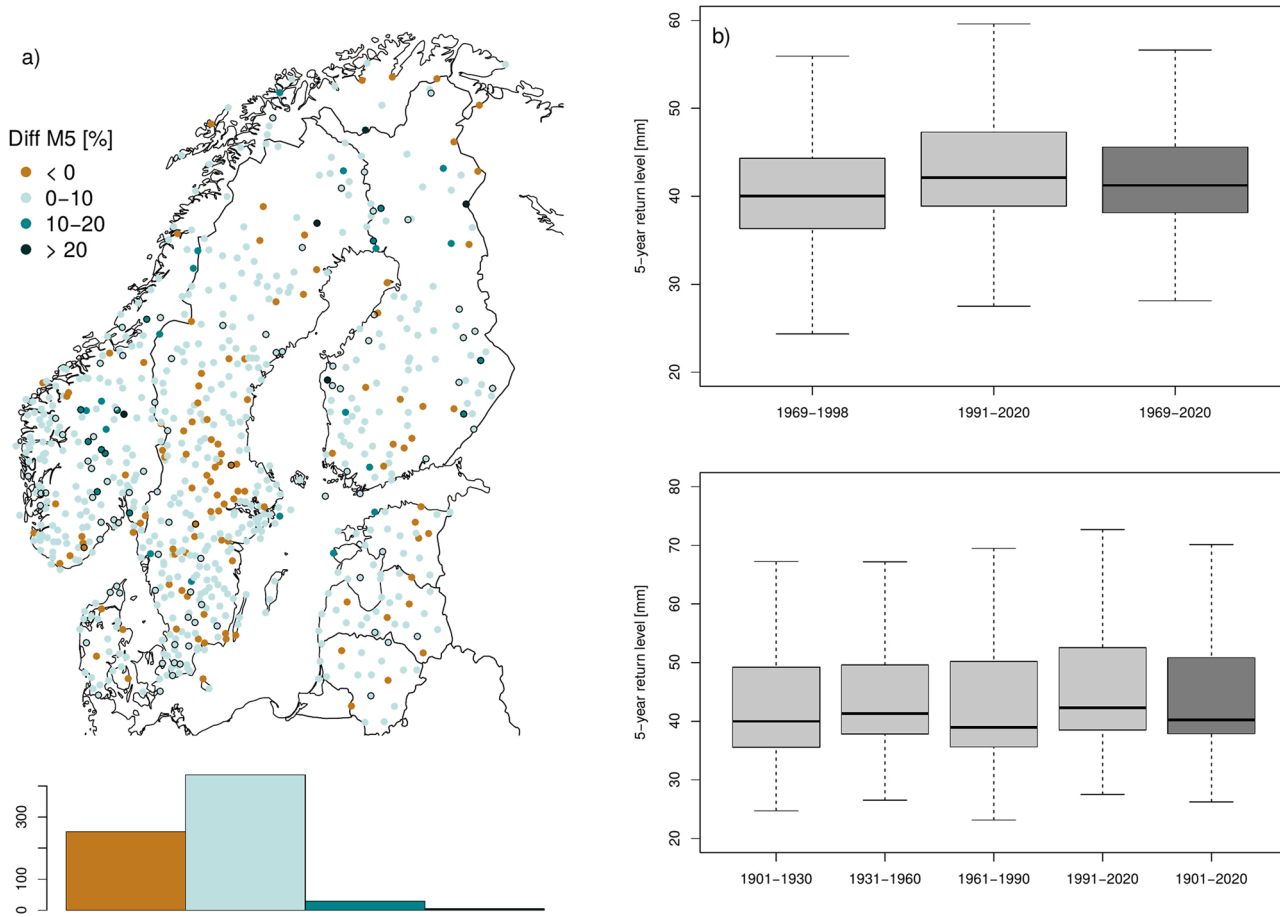 a)
Diff M5 [%]
< 0
0−10
10−20
> 20
0 100 300
b)
5-year return level [mm]
20 30 40 50 60
1969−1998 1991−2020 1969−2020
5-year return level [mm]
20 30 40 50 60 70 80
1901−1930 1931−1960 1961−1990 1991−2020 1901−2020